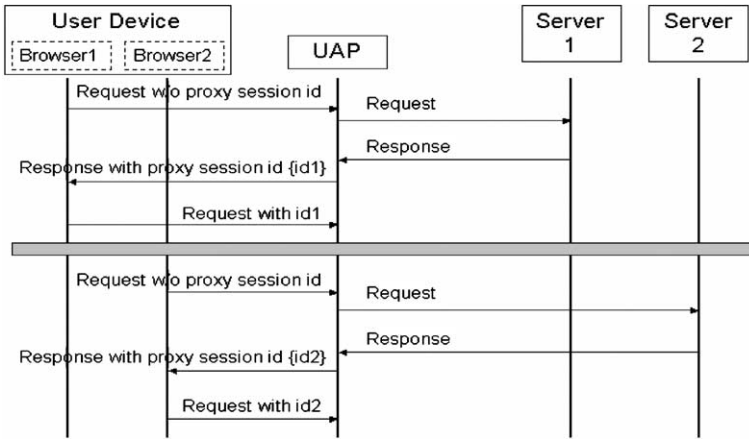 User Device
Browser1
Browser2
UAP
Server
1
Server
2
Request w/o proxy session id
Request
Response
Response with proxy session id {id1}
Request with id1
Request w/o proxy session id
Request
Response
Response with proxy session id {id2}
Request with id2